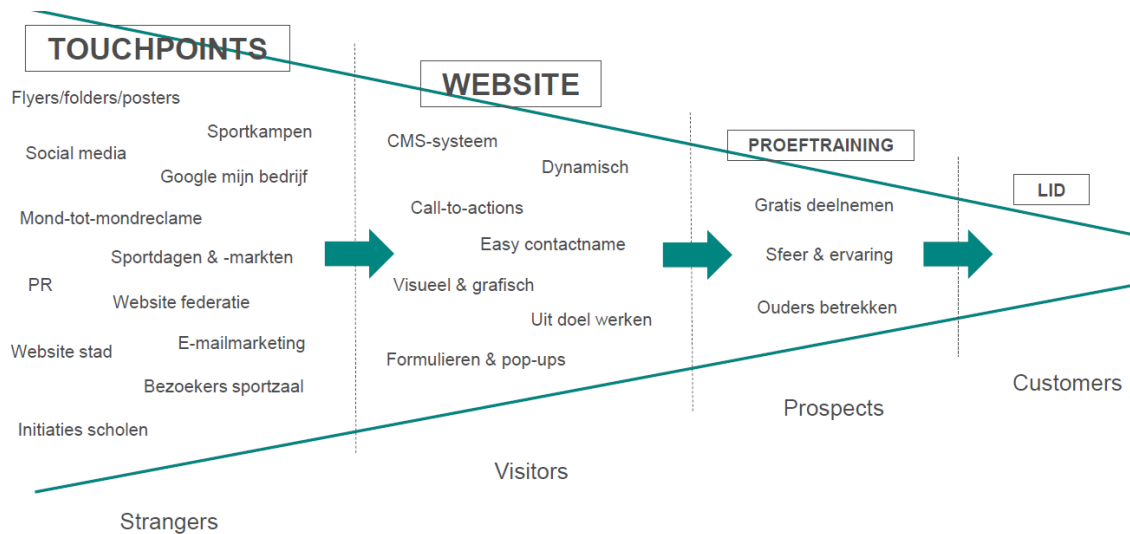 TOUCHPOINTS
Flyers/folders/posters
Sportkampen
Social media
Google mijn bedrijf
Mond-tot-mondreclame
Sportdagen & -markten
PR
Website federatie
E-mailmarketing
Website stad
Bezoekers sportzaal
Initiaties scholen
Strangers
WEBSITE
CMS-systeem
Dynamisch
Call-to-actions
Easy contactname
Visueel & grafisch
Uit doel werken
Formulieren & pop-ups
Visitors
PROEFTRAINING
Gratis deelnemen
Sfeer & ervaring
Ouders betrekken
Prospects
LID
Customers